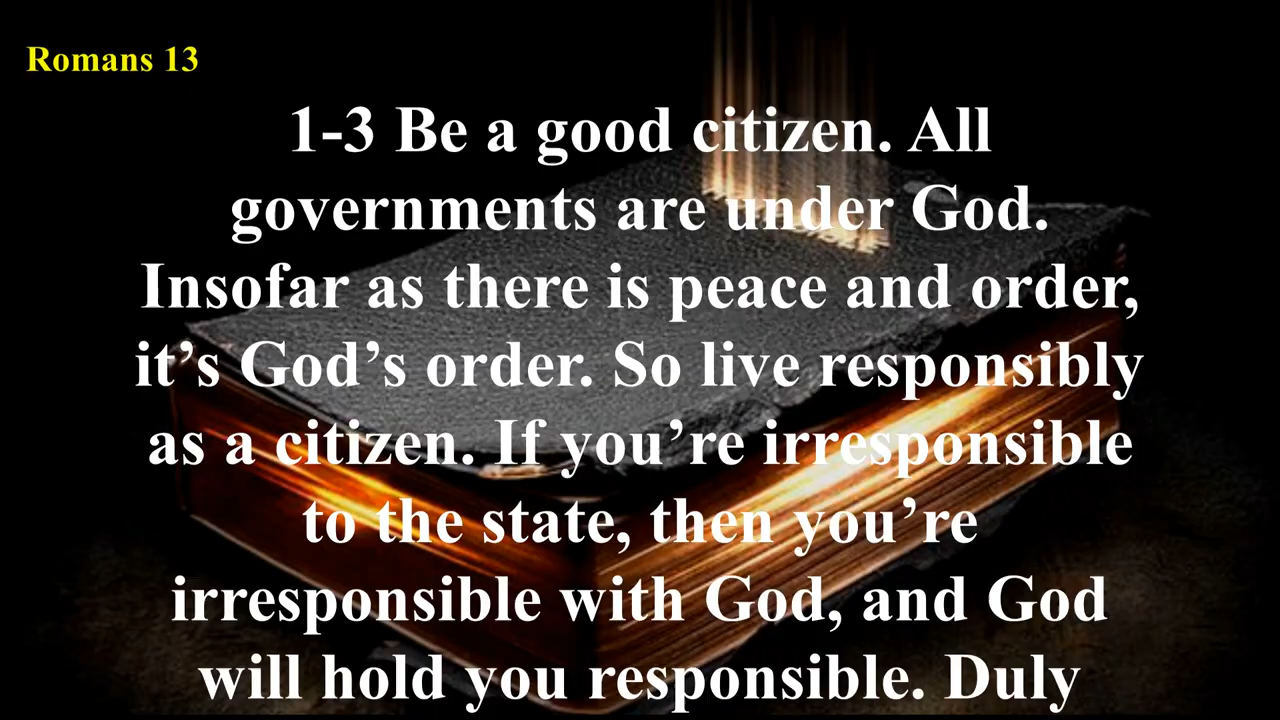 Romans 13
1-3 Be a good citizen. All
governments are under God.
Insofar as there is peace and order,
it’s God’s order. So live responsibly
as a citizen. If you’re irresponsible
to the state, then you’re
irresponsible with God, and God
will hold you responsible. Duly